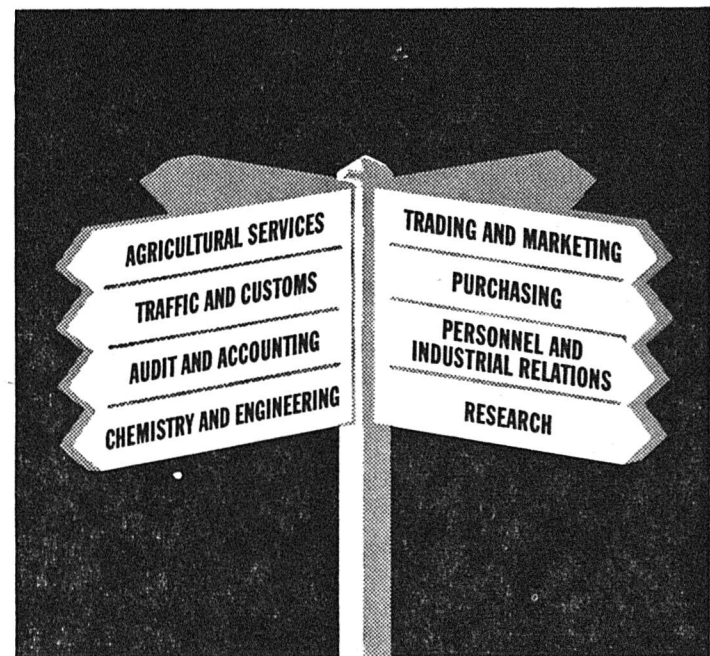 AGRICULTURAL SERVICES
TRAFFIC AND CUSTOMS
AUDIT AND ACCOUNTING
CHEMISTRY AND ENGINEERING
TRADING AND MARKETING
PURCHASING
PERSONNEL AND
INDUSTRIAL RELATIONS
RESEARCH